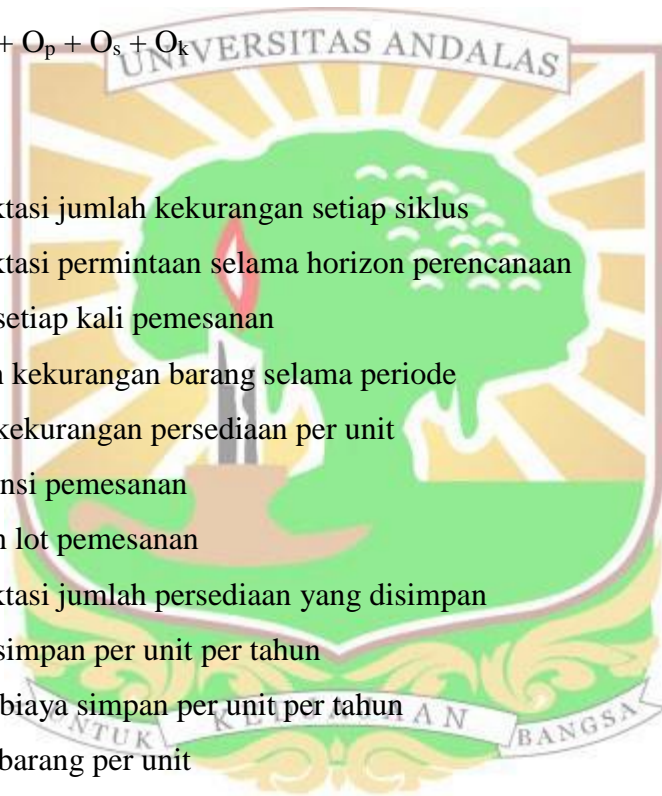 + Op + Os + Ok
UNIVERSITAS ANDALAS
ktasi jumlah kekurangan setiap siklus
ktasi permintaan selama horizon perencanaan
setiap kali pemesanan
n kekurangan barang selama periode
kekurangan persediaan per unit
nsi pemesanan
n lot pemesanan
ktasi jumlah persediaan yang disimpan
simpan per unit per tahun
biaya simpan per unit per tahun
UNTUK KEDJAJAAN BANGSA
barang per unit